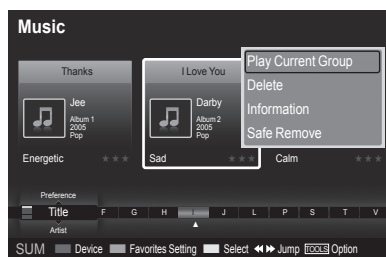 Music
Thanks
Jee
Album 1
2005
Pop
Energetic
I Love You
Darby
Album 2
2005
Pop
Sad
Calm
Play Current Group
Delete
Information
Safe Remove
Preference
Title F G H I J L P S T V
Artist
SUM Device Favorites Setting Select Jump TOOLS Option